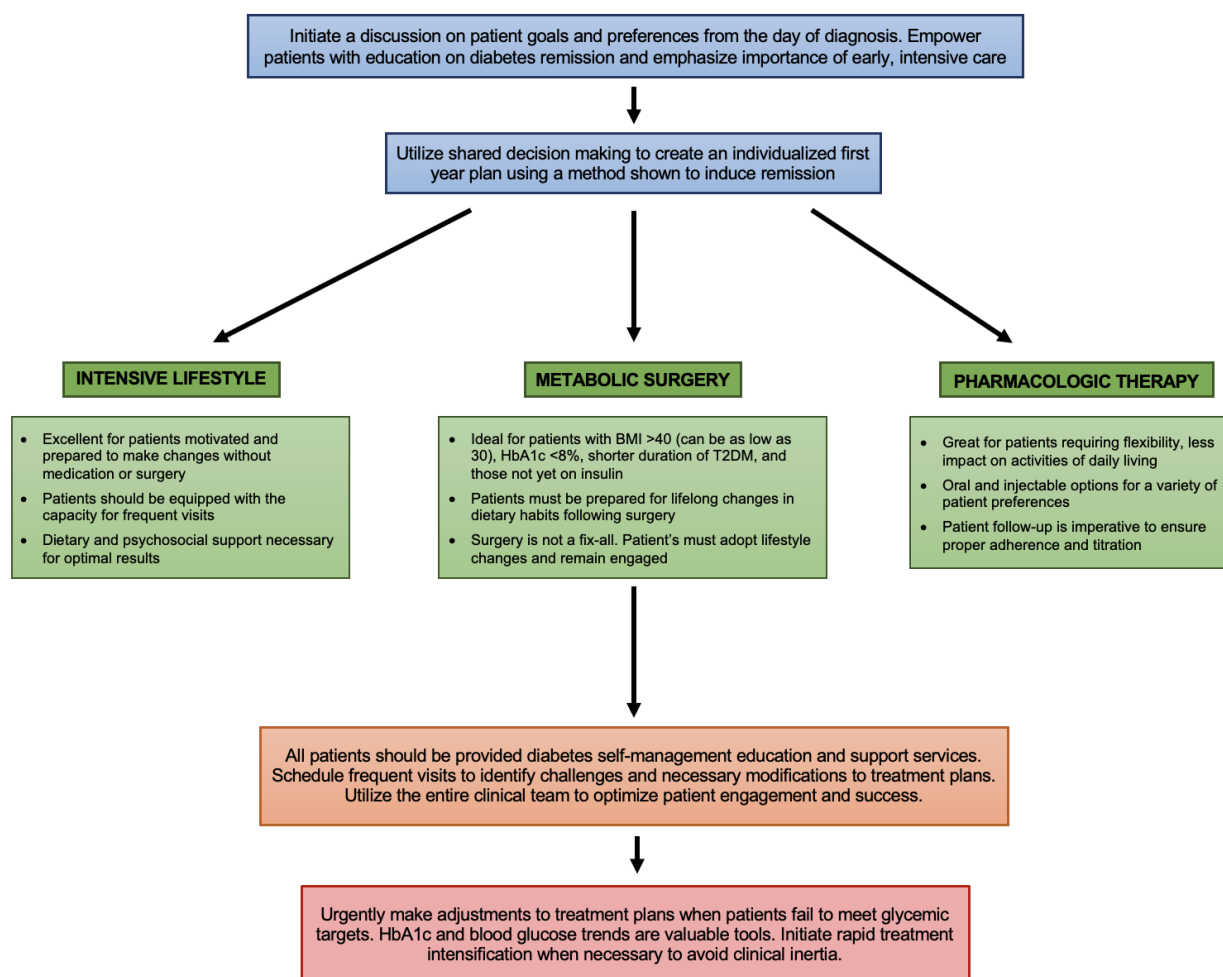 Initiate a discussion on patient goals and preferences from the day of diagnosis. Empower
patients with education on diabetes remission and emphasize importance of early, intensive care
Utilize shared decision making to create an individualized first
year plan using a method shown to induce remission
INTENSIVE LIFESTYLE
• Excellent for patients motivated and
prepared to make changes without
medication or surgery
• Patients should be equipped with the
capacity for frequent visits
• Dietary and psychosocial support necessary
for optimal results
METABOLIC SURGERY
• Ideal for patients with BMI >40 (can be as low as
30), HbA1c <8%, shorter duration of T2DM, and
those not yet on insulin
• Patients must be prepared for lifelong changes in
dietary habits following surgery
• Surgery is not a fix-all. Patient's must adopt lifestyle
changes and remain engaged
PHARMACOLOGIC THERAPY
• Great for patients requiring flexibility, less
impact on activities of daily living
• Oral and injectable options for a variety of
patient preferences
• Patient follow-up is imperative to ensure
proper adherence and titration
All patients should be provided diabetes self-management education and support services.
Schedule frequent visits to identify challenges and necessary modifications to treatment plans.
Utilize the entire clinical team to optimize patient engagement and success.
Urgently make adjustments to treatment plans when patients fail to meet glycemic
targets. HbA1c and blood glucose trends are valuable tools. Initiate rapid treatment
intensification when necessary to avoid clinical inertia.